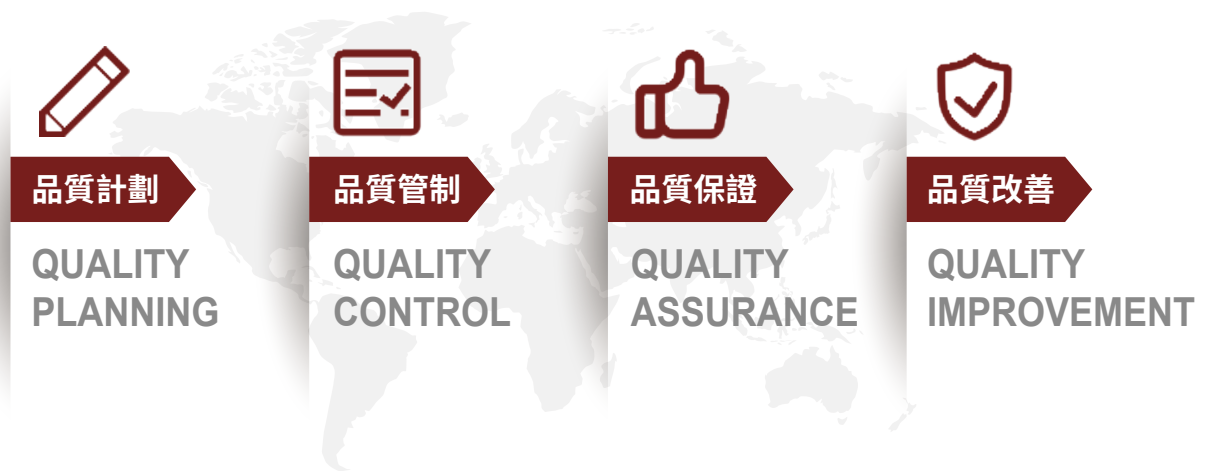 品質計劃
QUALITY
PLANNING
品質管制
QUALITY
CONTROL
品質保證
QUALITY
ASSURANCE
品質改善
QUALITY
IMPROVEMENT